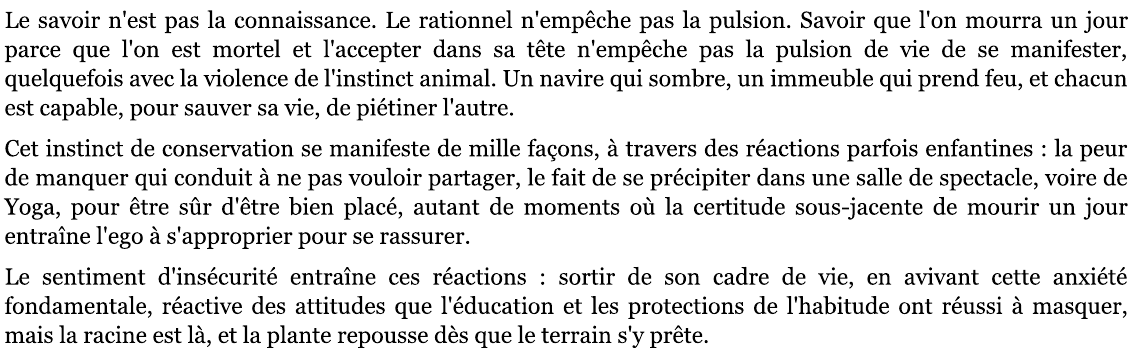 Le savoir n'est pas la connaissance. Le rationnel n'empêche pas la pulsion. Savoir que l'on mourra un jour
parce que l'on est mortel et l'accepter dans sa tête n'empêche pas la pulsion de vie de se manifester,
quelquefois avec la violence de l'instinct animal. Un navire qui sombre, un immeuble qui prend feu, et chacun
est capable, pour sauver sa vie, de piétiner l'autre.
Cet instinct de conservation se manifeste de mille façons, à travers des réactions parfois enfantines : la peur
de manquer qui conduit à ne pas vouloir partager, le fait de se précipiter dans une salle de spectacle, voire de
Yoga, pour être sûr d'être bien placé, autant de moments où la certitude sous-jacente de mourir un jour
entraîne l'ego à s'approprier pour se rassurer.
Le sentiment d'insécurité entraîne ces réactions : sortir de son cadre de vie, en avivant cette anxiété
fondamentale, réactive des attitudes que l'éducation et les protections de l'habitude ont réussi à masquer,
mais la racine est là, et la plante repousse dès que le terrain s'y prête.